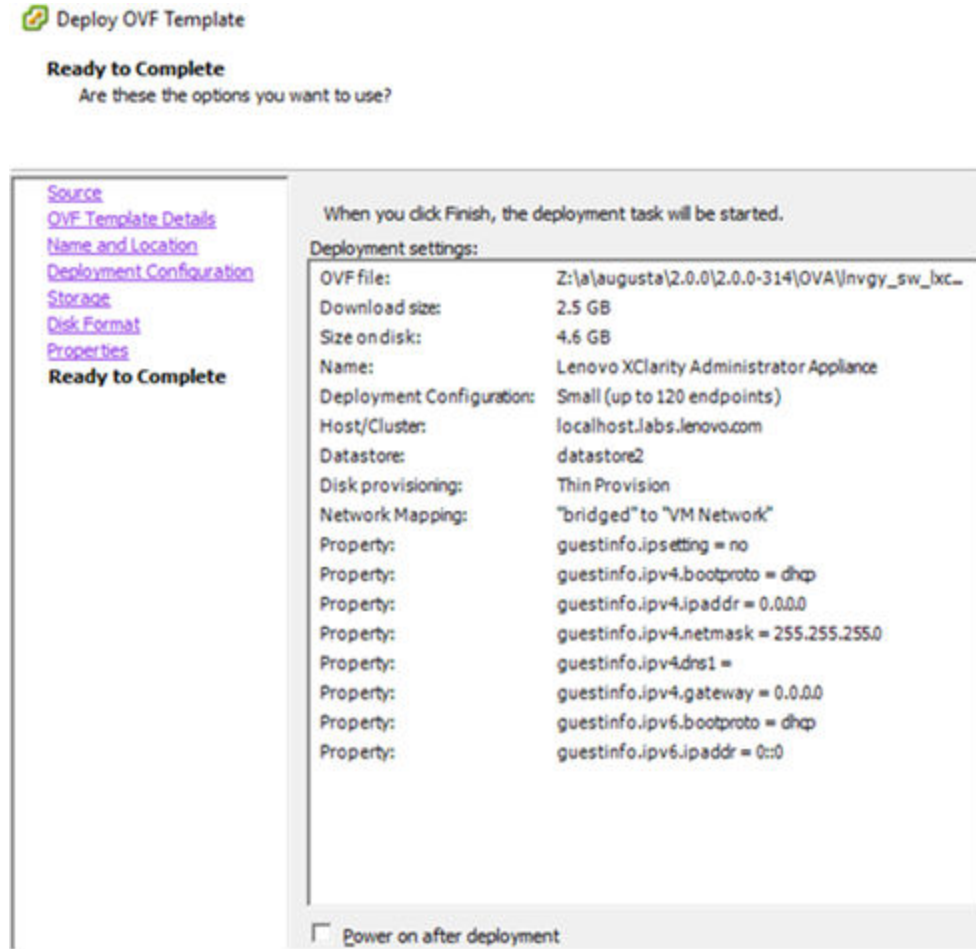 Deploy OVF Template
Ready to Complete
Are these the options you want to use?
Source
OVF Template Details
Name and Location
Deployment Configuration
Storage
Disk Format
Properties
Ready to Complete
When you click Finish, the deployment task will be started.
Deployment settings:
OVF file: Z:\a\augusta\2.0.0\2.0.0-314\OVA\lnvgy_sw_lxc...
Download size: 2.5 GB
Size on disk: 4.6 GB
Name: Lenovo XClarity Administrator Appliance
Deployment Configuration: Small (up to 120 endpoints)
Host/Cluster: localhost.labs.lenovo.com
Datastore: datastore2
Disk provisioning: Thin Provision
Network Mapping: "bridged" to "VM Network"
Property: guestinfo.ipsetting = no
Property: guestinfo.ipv4.bootproto = dhcp
Property: guestinfo.ipv4.ipaddr = 0.0.0.0
Property: guestinfo.ipv4.netmask = 255.255.255.0
Property: guestinfo.ipv4.dns1 =
Property: guestinfo.ipv4.gateway = 0.0.0.0
Property: guestinfo.ipv6.bootproto = dhcp
Property: guestinfo.ipv6.ipaddr = 0::0
Power on after deployment